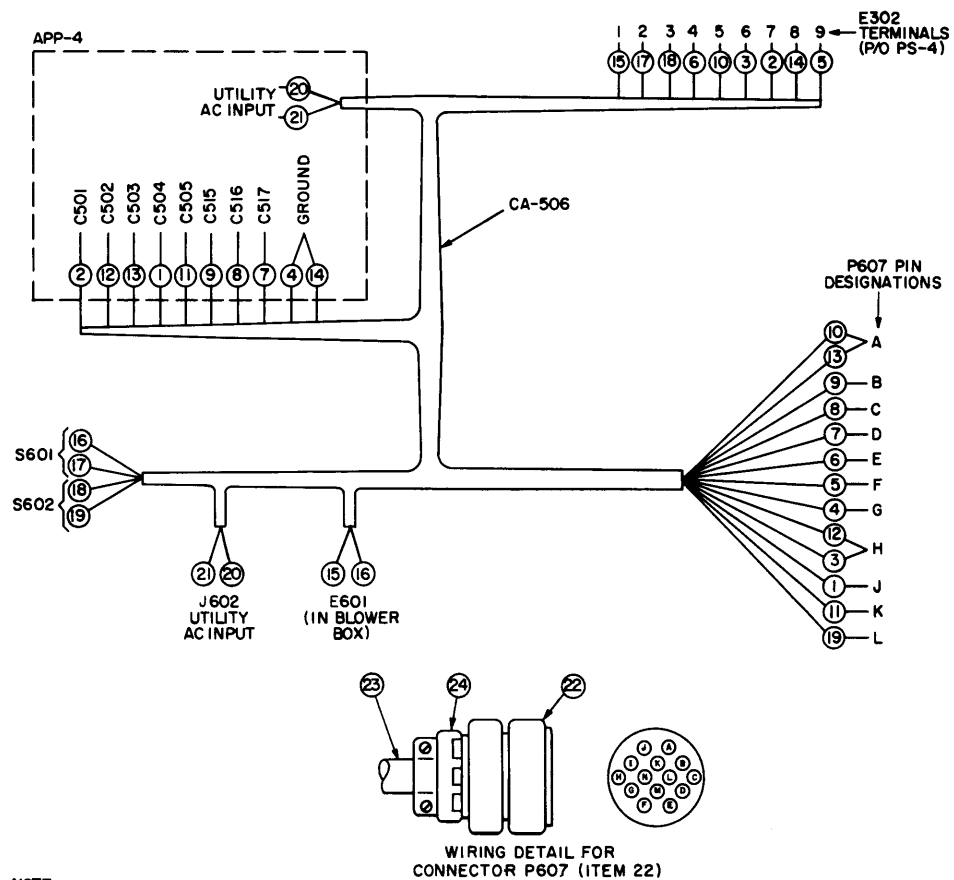 APP-4
UTILITY
AC INPUT
20
21
1 2 3 4 5 6 7 8 9
E302
TERMINALS
(P/O PS-4)
15 17 18 6 10 3 2 14 5
C501 C502 C503 C504 C505 C515 C516 C517 GROUND
2 12 13 1 11 9 8 7 4 14
CA-506
P607 PIN
DESIGNATIONS
10
13
A
9 B
8 C
7 D
6 E
5 F
4 G
12
3
H
1 J
11 K
19 L
S601
16
17
S602
18
19
21 20
J602
UTILITY
AC INPUT
15 16
E601
(IN BLOWER
BOX)
23 24 22
J A
I K B
H N L C
G M D
F E
WIRING DETAIL FOR
CONNECTOR P607 (ITEM 22)
NOTE